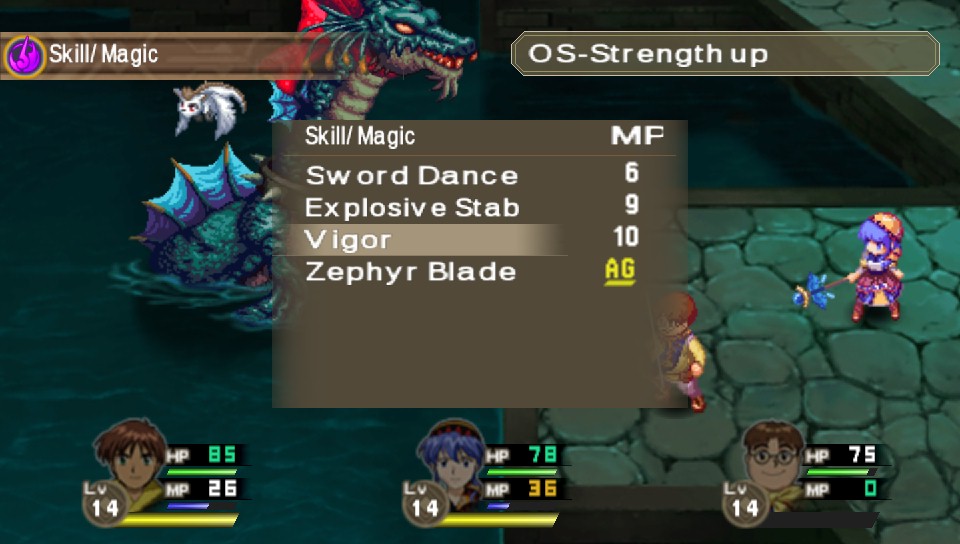 Skill/Magic
OS-Strength up
Skill/Magic MP
Sword Dance 6
Explosive Stab 9
Vigor 10
Zephyr Blade AG
HP 85
MP 26
Lv 14
HP 78
MP 36
Lv 14
HP 75
MP 0
Lv 14